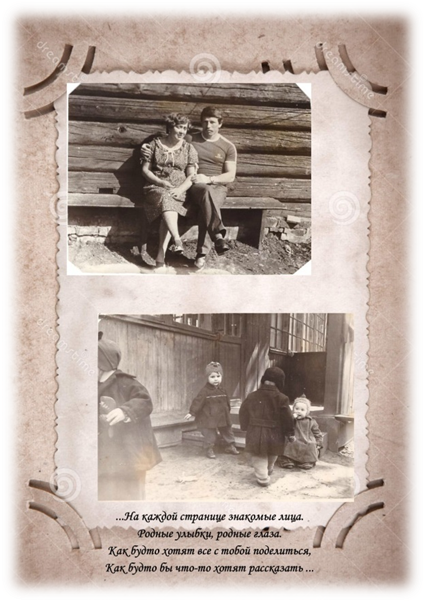 ...На каждой странице знакомые лица.
Родные улыбки, родные глаза.
Как будто хотят все с тобой поделиться,
Как будто бы что-то хотят рассказать ...